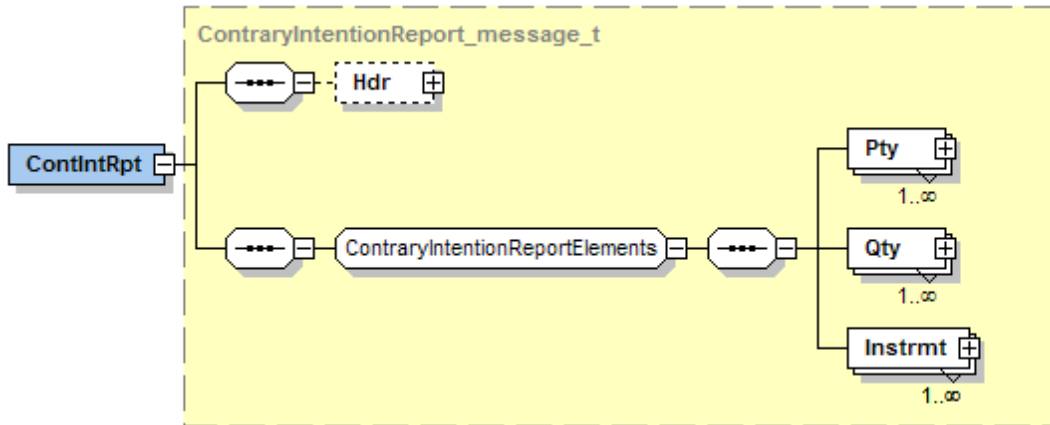 ContraryIntentionReport_message_t
Hdr
ContIntRpt
Pty
1..∞
ContraryIntentionReportElements
Qty
1..∞
Instrmt
1..∞